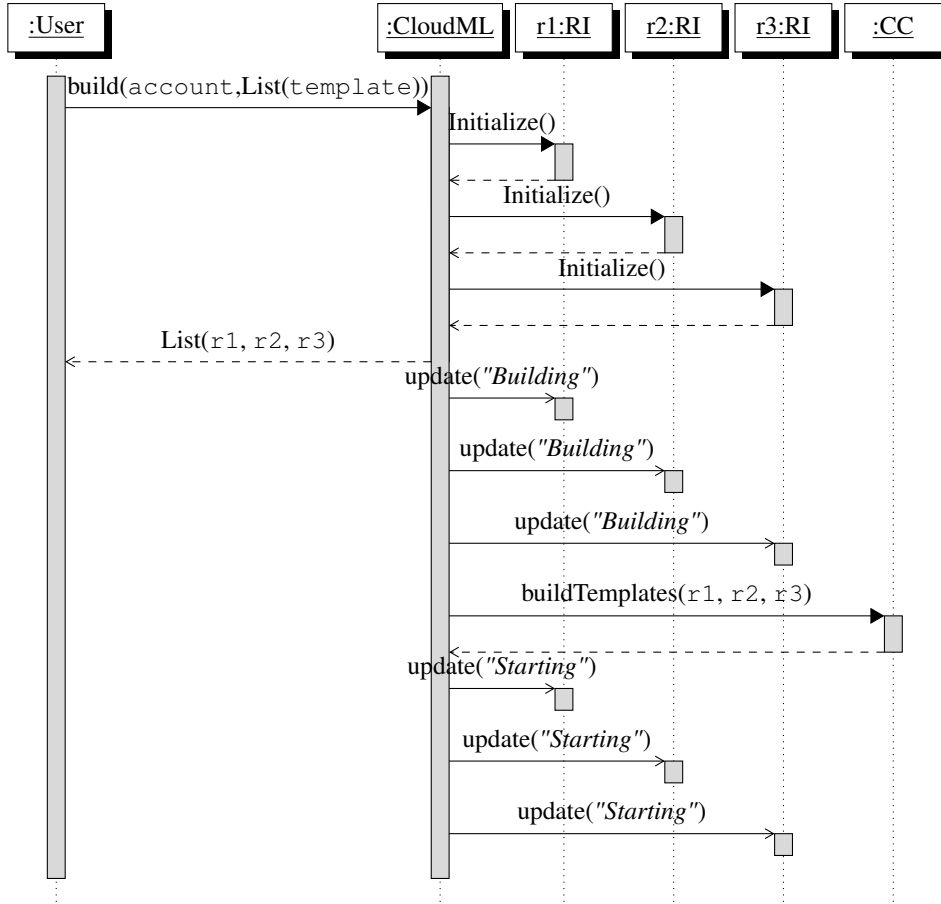 :User :CloudML r1:RI r2:RI r3:RI :CC
build(account,List(template))
Initialize()
Initialize()
Initialize()
List(r1, r2, r3)
update("Building")
update("Building")
update("Building")
buildTemplates(r1, r2, r3)
update("Starting")
update("Starting")
update("Starting")